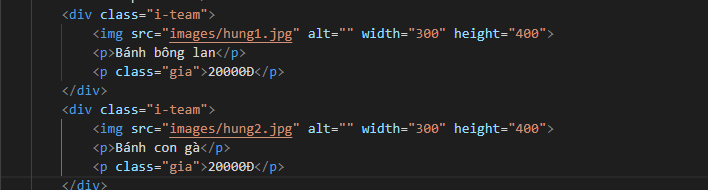 <div class="i-team">
<img src="images/hung1.jpg" alt="" width="300" height="400">
<p>Bánh bông lan</p>
<p class="gia">20000Đ</p>
</div>
<div class="i-team">
<img src="images/hung2.jpg" alt="" width="300" height="400">
<p>Bánh con gà</p>
<p class="gia">20000Đ</p>
</div>